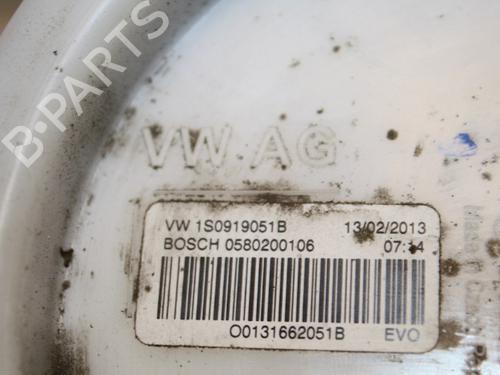 B-PARTS
VW AG
VW 1S0919051B 13/02/2013
BOSCH 0580200106 07:14
O0131662051B EVO